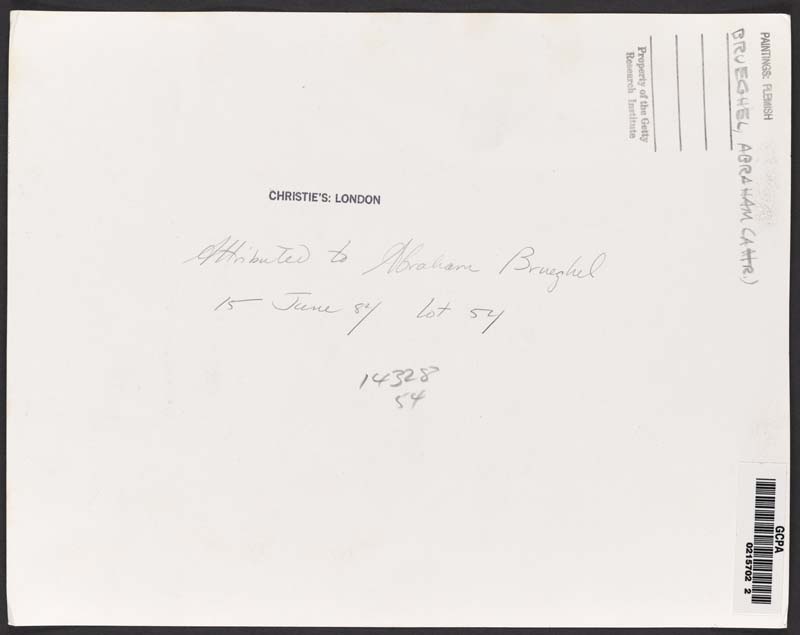 PAINTINGS: FLEMISH
BRUEGHEL, ABRAHAM (ATTR.)
Property of the Getty
Research Institute
CHRISTIE'S: LONDON
Attributed to Abraham Brueghel
15 June 84 Lot 54
14328
54
GCPA
0215702 2